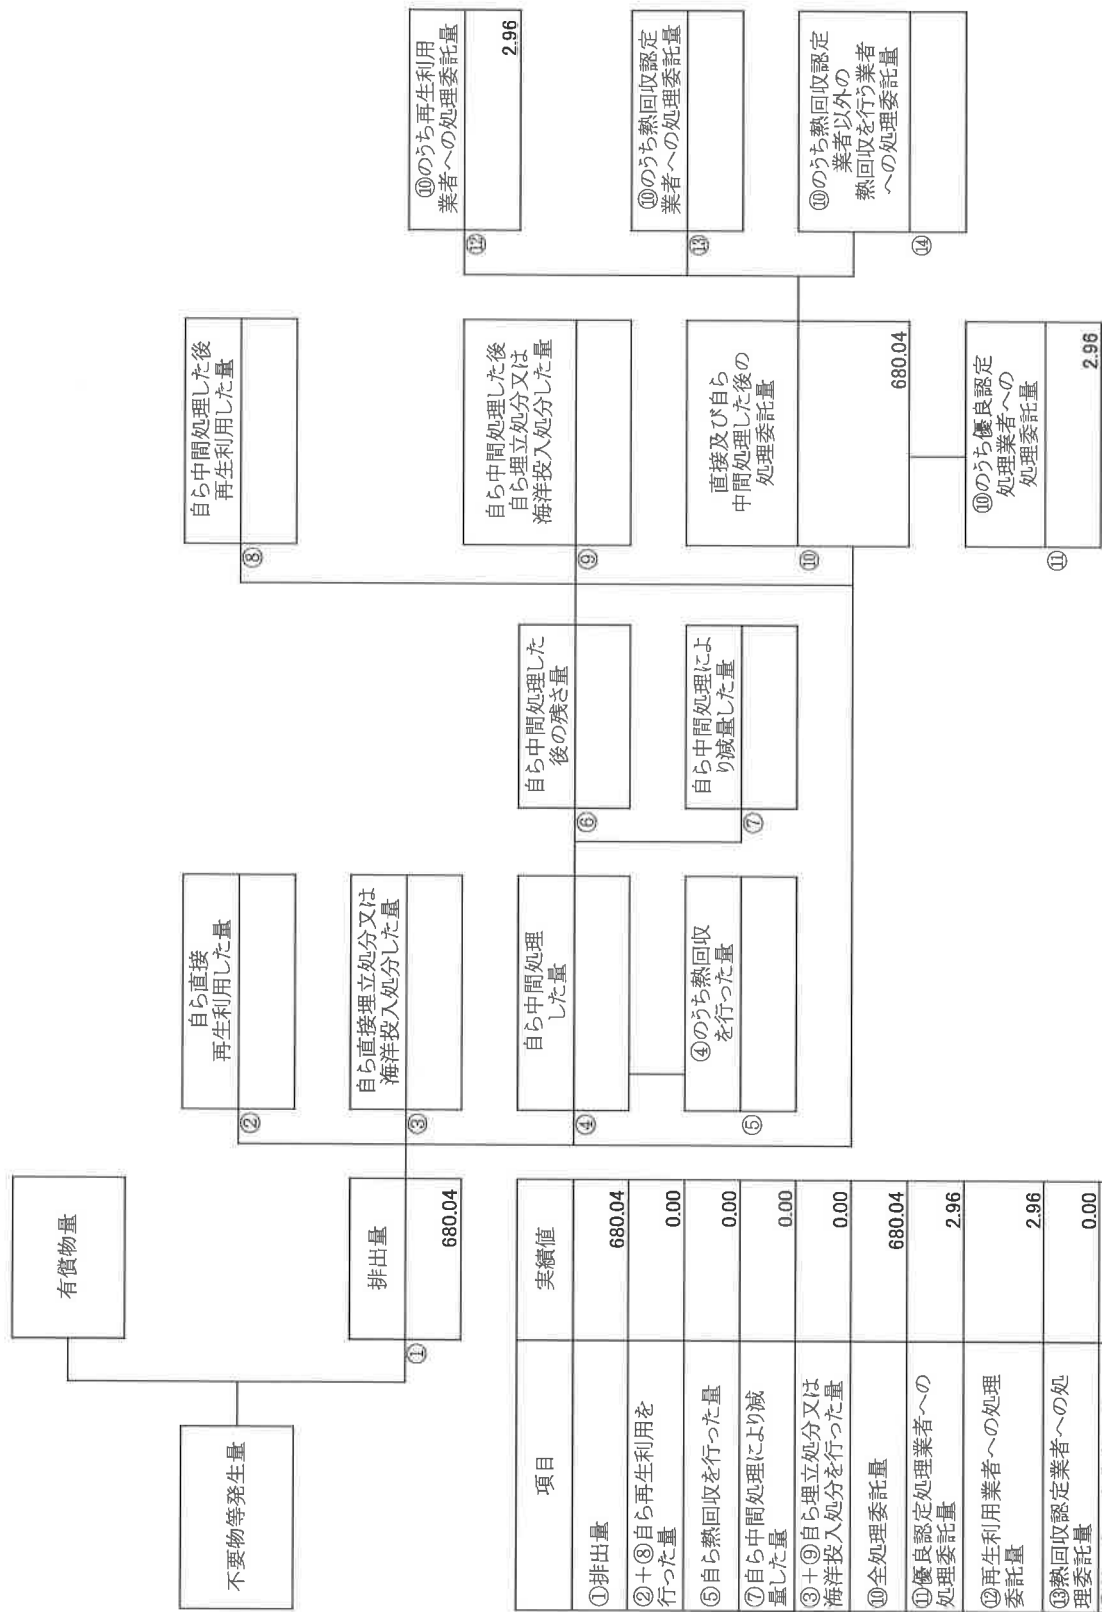 不要物等発生量
有償物量
①
排出量
680.04
②
自ら直接
再生利用した量
③
自ら直接埋立処分又は
海洋投入処分した量
④
自ら中間処理
した量
⑤
④のうち熱回収
を行った量
⑥
自ら中間処理した
後の残さ量
⑦
自ら中間処理によ
り減量した量
⑧
自ら中間処理した後
再生利用した量
⑨
自ら中間処理した後
自ら埋立処分又は
海洋投入処分した量
⑩
直接及び自ら
中間処理した後の
処理委託量
680.04
⑪
⑩のうち優良認定
処理業者への
処理委託量
2.96
⑫
⑩のうち再生利用
業者への処理委託量
2.96
⑬
⑩のうち熱回収認定
業者への処理委託量
⑭
⑩のうち熱回収認定
業者以外の
熱回収を行う業者
への処理委託量
項目 実績値
①排出量 680.04
②+⑧自ら再生利用を
行った量 0.00
⑤自ら熱回収を行った量 0.00
⑦自ら中間処理により減
量した量 0.00
③+⑨自ら埋立処分又は
海洋投入処分を行った量 0.00
⑩全処理委託量 680.04
⑪優良認定処理業者への
処理委託量 2.96
⑫再生利用業者への処理
委託量 2.96
⑬熱回収認定業者への処
理委託量 0.00